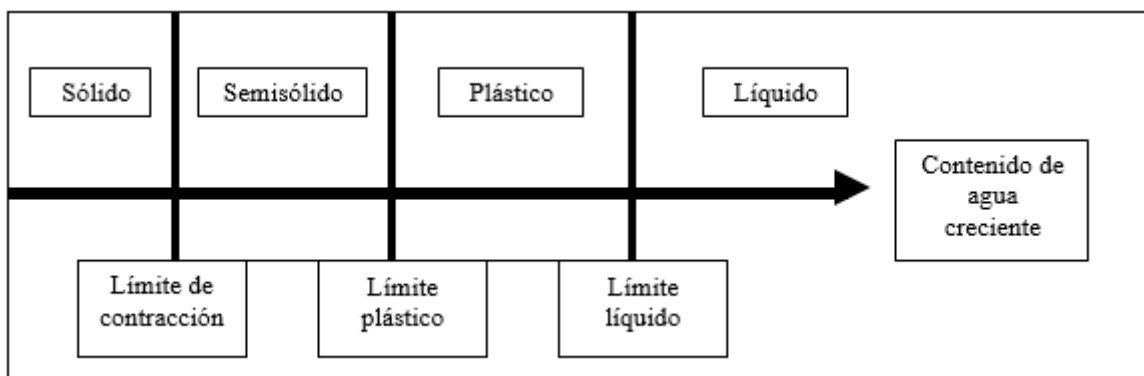 Sólido
Semisólido
Plástico
Líquido
Contenido de
agua
creciente
Límite de
contracción
Límite
plástico
Límite
líquido